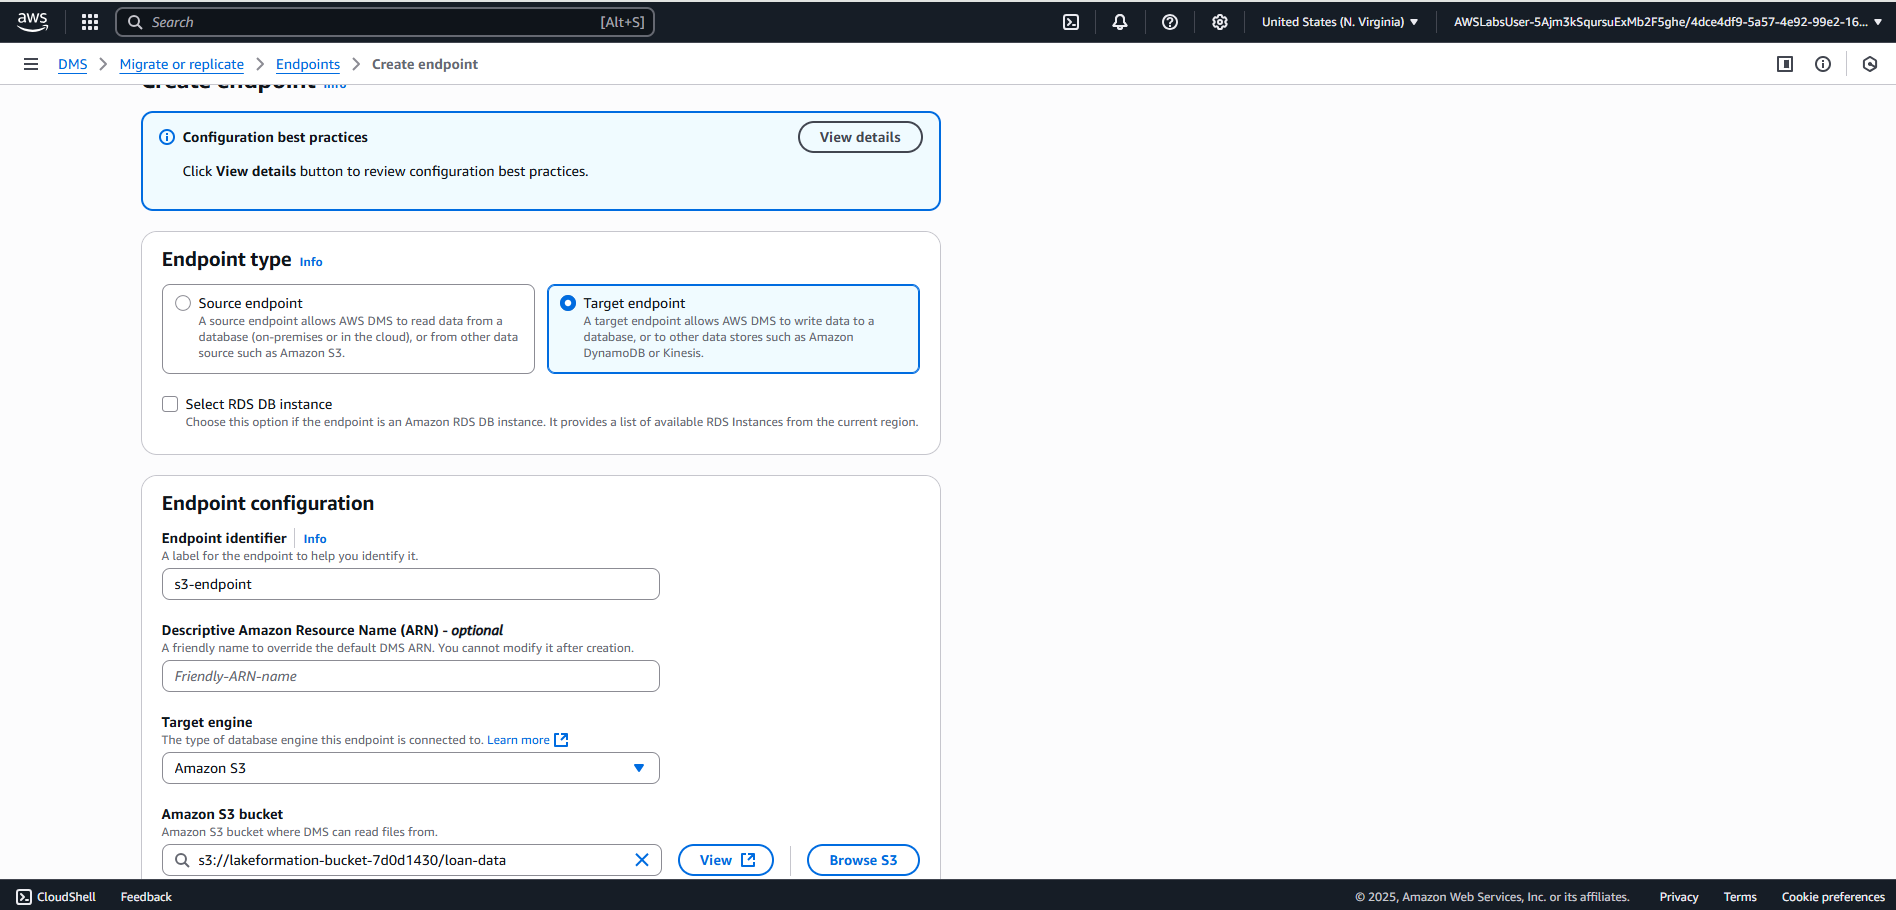 aws
Search
[Alt+S]
United States (N. Virginia)
AWSLabsUser-5Ajm3kSqursuExMb2F5ghe/4dce4df9-5a57-4e92-99e2-16...
DMS
Migrate or replicate
Endpoints
Create endpoint
Create endpoint Info
Configuration best practices
View details
Click View details button to review configuration best practices.
Endpoint type Info
Source endpoint
A source endpoint allows AWS DMS to read data from a
database (on-premises or in the cloud), or from other data
source such as Amazon S3.
Target endpoint
A target endpoint allows AWS DMS to write data to a
database, or to other data stores such as Amazon
DynamoDB or Kinesis.
Select RDS DB instance
Choose this option if the endpoint is an Amazon RDS DB instance. It provides a list of available RDS Instances from the current region.
Endpoint configuration
Endpoint identifier Info
A label for the endpoint to help you identify it.
s3-endpoint
Descriptive Amazon Resource Name (ARN) - optional
A friendly name to override the default DMS ARN. You cannot modify it after creation.
Friendly-ARN-name
Target engine
The type of database engine this endpoint is connected to. Learn more
Amazon S3
Amazon S3 bucket
Amazon S3 bucket where DMS can read files from.
s3://lakeformation-bucket-7d0d1430/loan-data
View
Browse S3
CloudShell
Feedback
© 2025, Amazon Web Services, Inc. or its affiliates.
Privacy
Terms
Cookie preferences